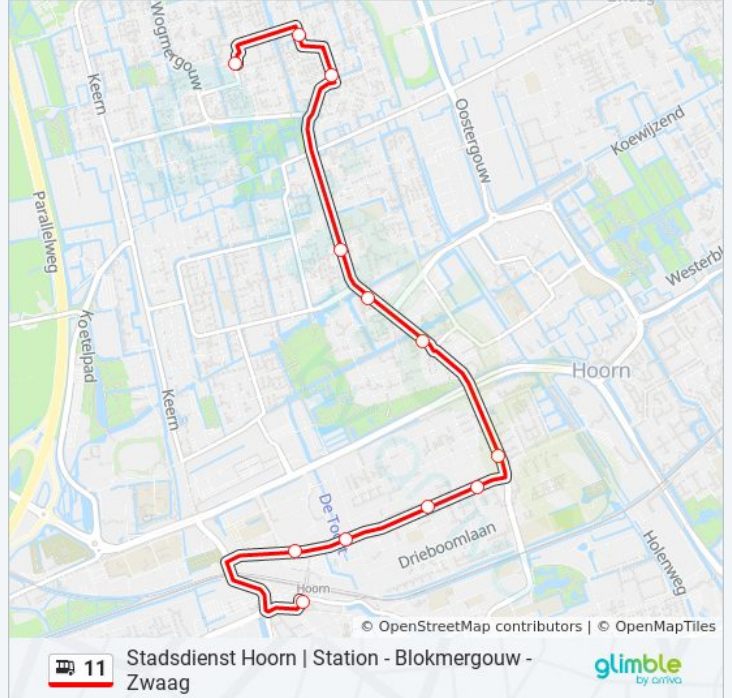 Wogmergouw
Zwaag
Keern
Oostergouw
Koewijzend
Parallelweg
Westerbl
Koetelpad
Keern
Hoorn
De Tocht
Drieboomlaan
Holenweg
Hoorn
© OpenStreetMap contributors | © OpenMapTiles
11
Stadsdienst Hoorn | Station - Blokmergouw -
Zwaag
glimble
by arriva